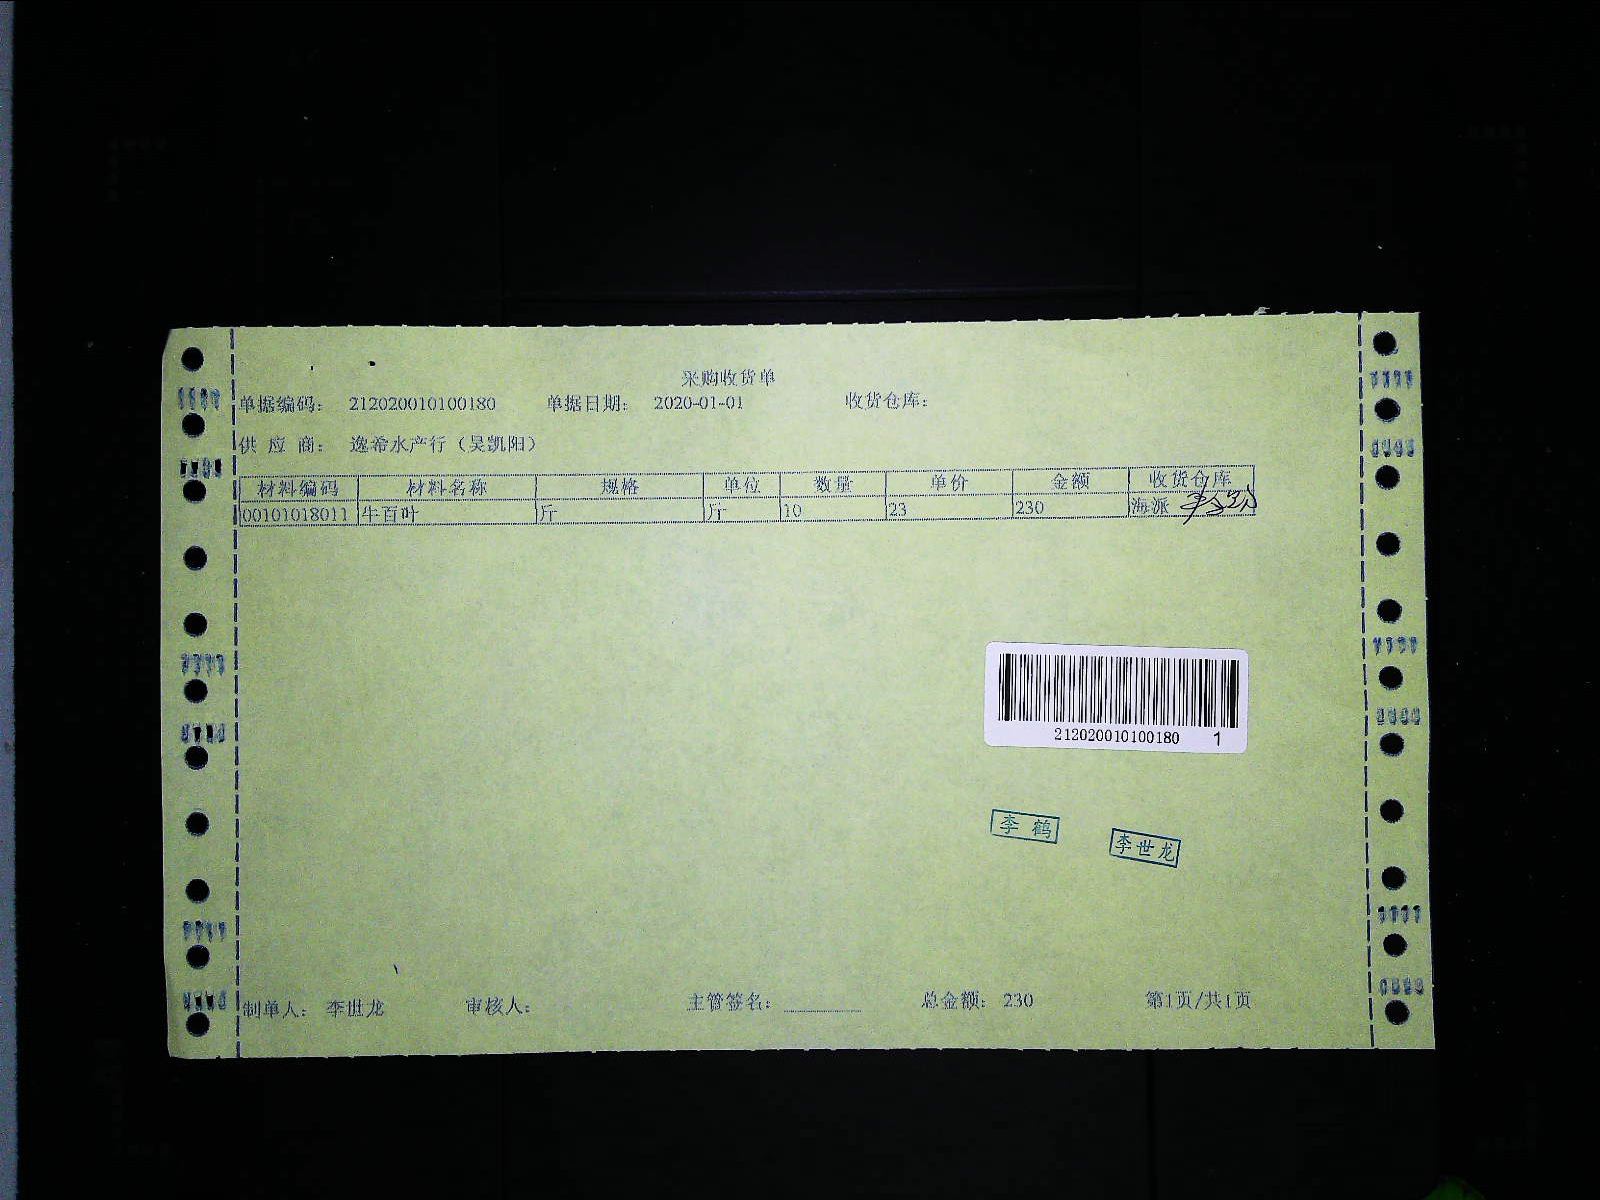 采购收货单
单据编码： 212020010100180 单据日期： 2020-01-01 收货仓库：
供 应 商： 逸希水产行（吴凯阳）
材料编码 材料名称 规格 单位 数量 单价 金额 收货仓库
00101018011 牛百叶 斤 斤 10 23 230 海派
212020010100180 1
李鹤
李世龙
制单人： 李世龙 审核人： 主管签名： 总金额： 230 第1页/共1页